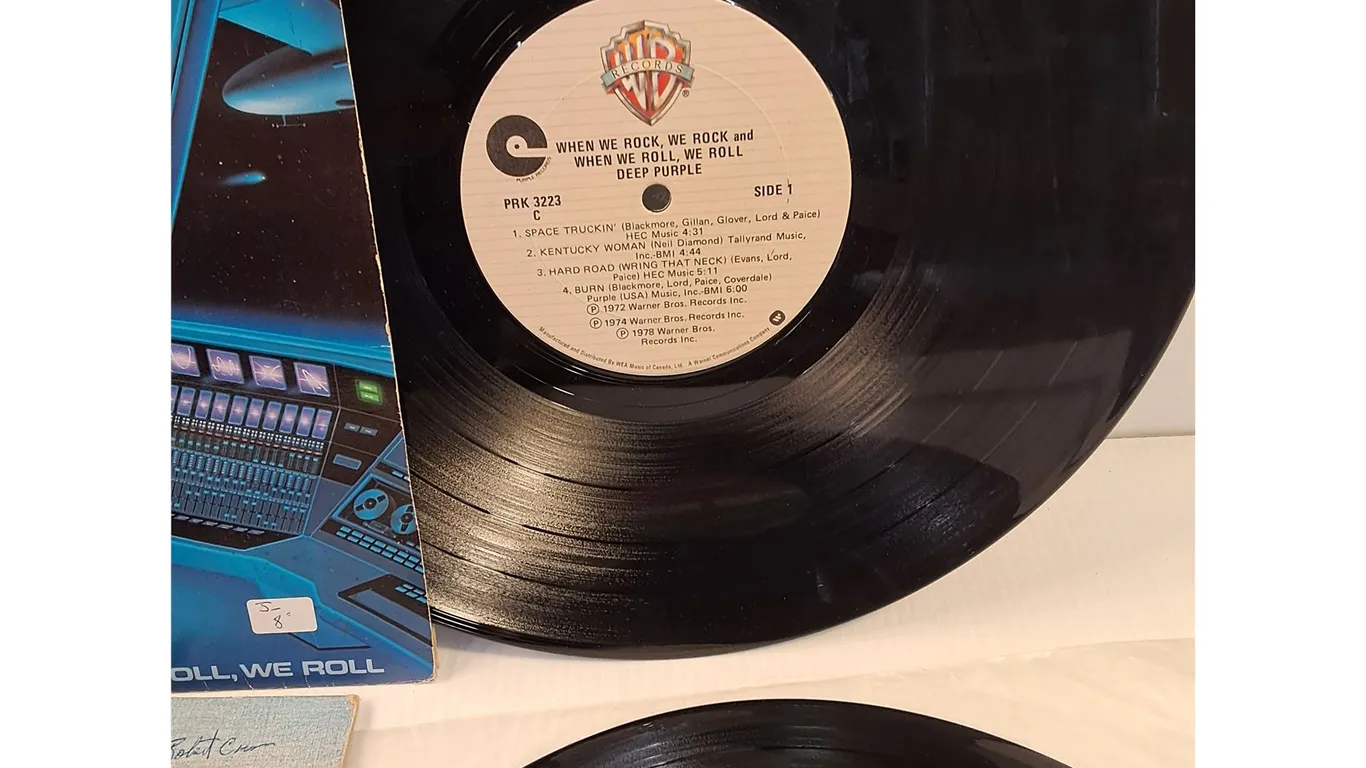 WB
RECORDS
®
PURPLE RECORDS
WHEN WE ROCK, WE ROCK and
WHEN WE ROLL, WE ROLL
DEEP PURPLE
PRK 3223
C
SIDE 1
1. SPACE TRUCKIN' (Blackmore, Gillan, Glover, Lord & Paice)
HEC Music 4:31
2. KENTUCKY WOMAN (Neil Diamond) Tallyrand Music,
Inc.-BMI 4:44
3. HARD ROAD (WRING THAT NECK) (Evans, Lord,
Paice) HEC Music 5:11
4. BURN (Blackmore, Lord, Paice, Coverdale)
Purple (USA) Music, Inc.-BMI 6:00
Ⓟ 1972 Warner Bros. Records Inc.
Ⓟ 1974 Warner Bros. Records Inc.
Ⓟ 1978 Warner Bros.
Records Inc.
Manufactured and Distributed By WEA Music of Canada, Ltd. A Warner Communications Company
OLL, WE ROLL
Robert